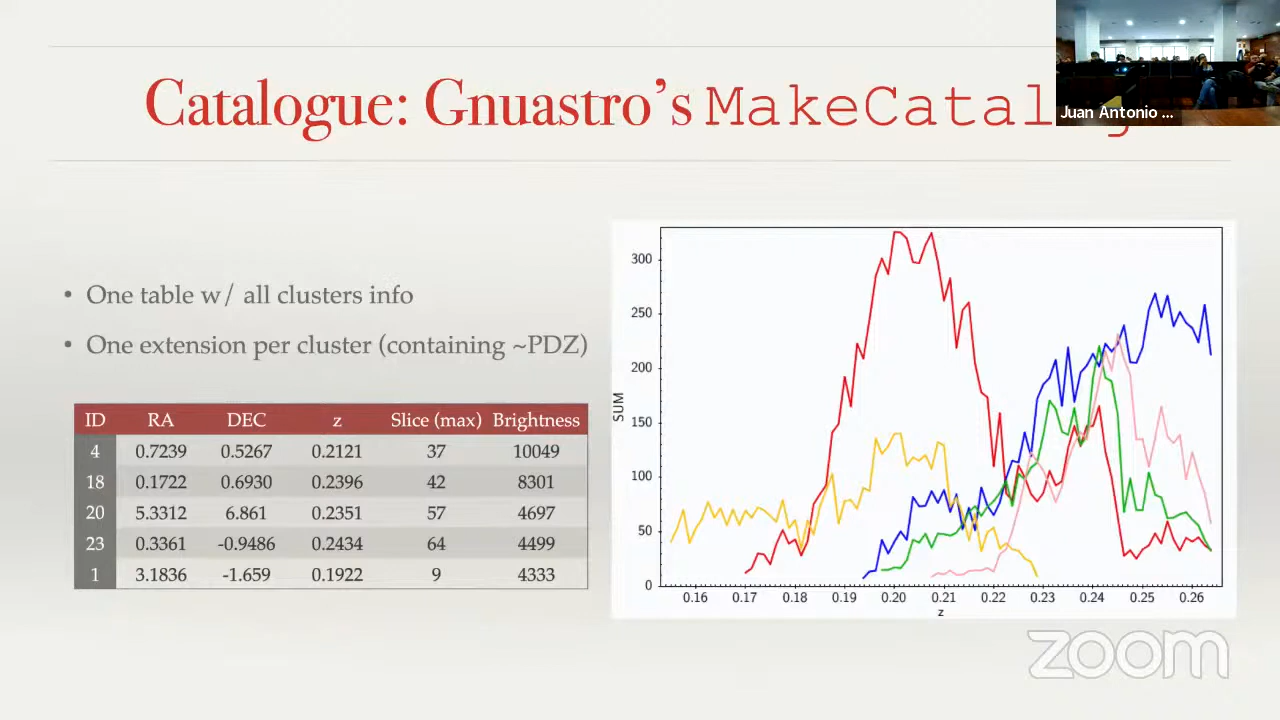 Catalogue: Gnuastro's MakeCatal
Juan Antonio ...
• One table w/ all clusters info
• One extension per cluster (containing ~PDZ)
ID RA DEC z Slice (max) Brightness
4 0.7239 0.5267 0.2121 37 10049
18 0.1722 0.6930 0.2396 42 8301
20 5.3312 6.861 0.2351 57 4697
23 0.3361 -0.9486 0.2434 64 4499
1 3.1836 -1.659 0.1922 9 4333
SUM
300
250
200
150
100
50
0
0.16 0.17 0.18 0.19 0.20 0.21 0.22 0.23 0.24 0.25 0.26
z
zoom